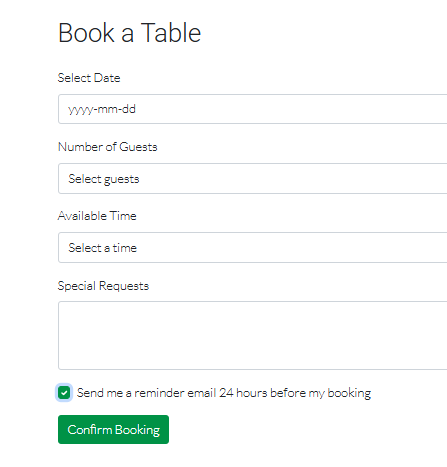 Book a Table
Select Date
yyyy-mm-dd
Number of Guests
Select guests
Available Time
Select a time
Special Requests
Send me a reminder email 24 hours before my booking
Confirm Booking